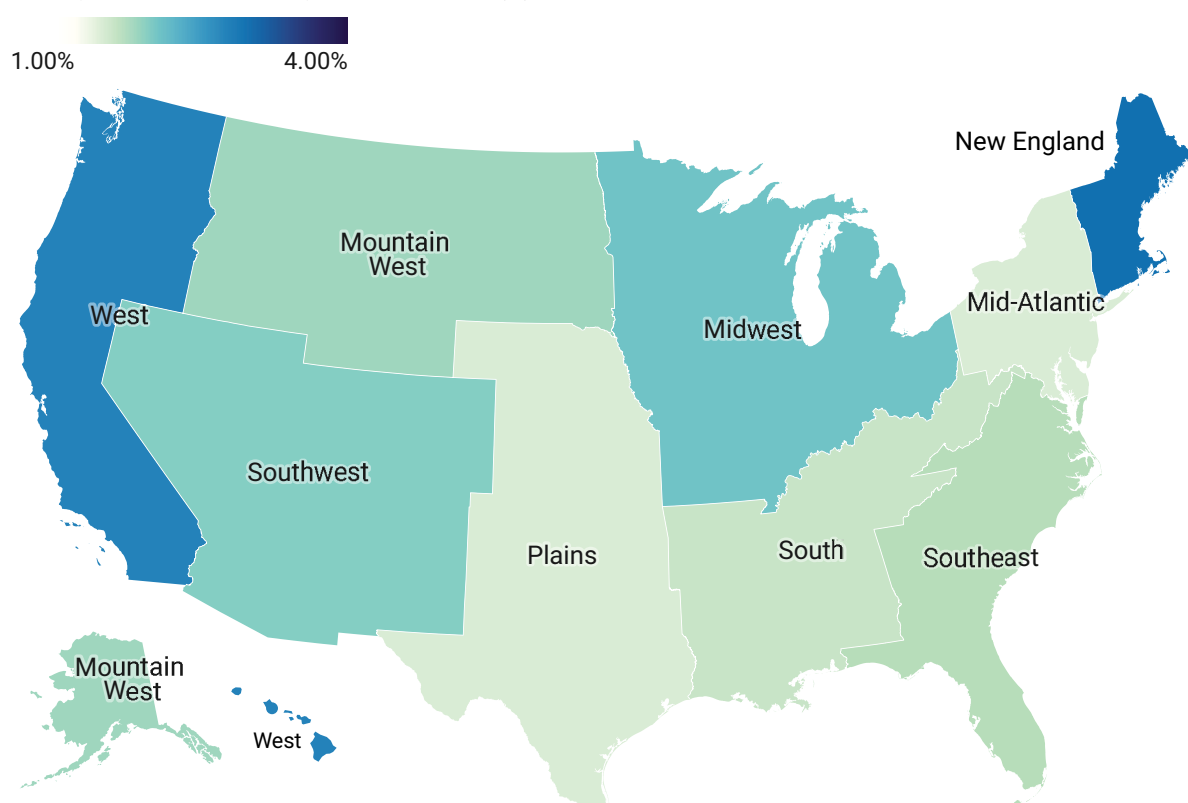 1.00%
4.00%
New England
Mountain
West
Mid-Atlantic
West
Midwest
Southwest
South
Southeast
Plains
Mountain
West
West